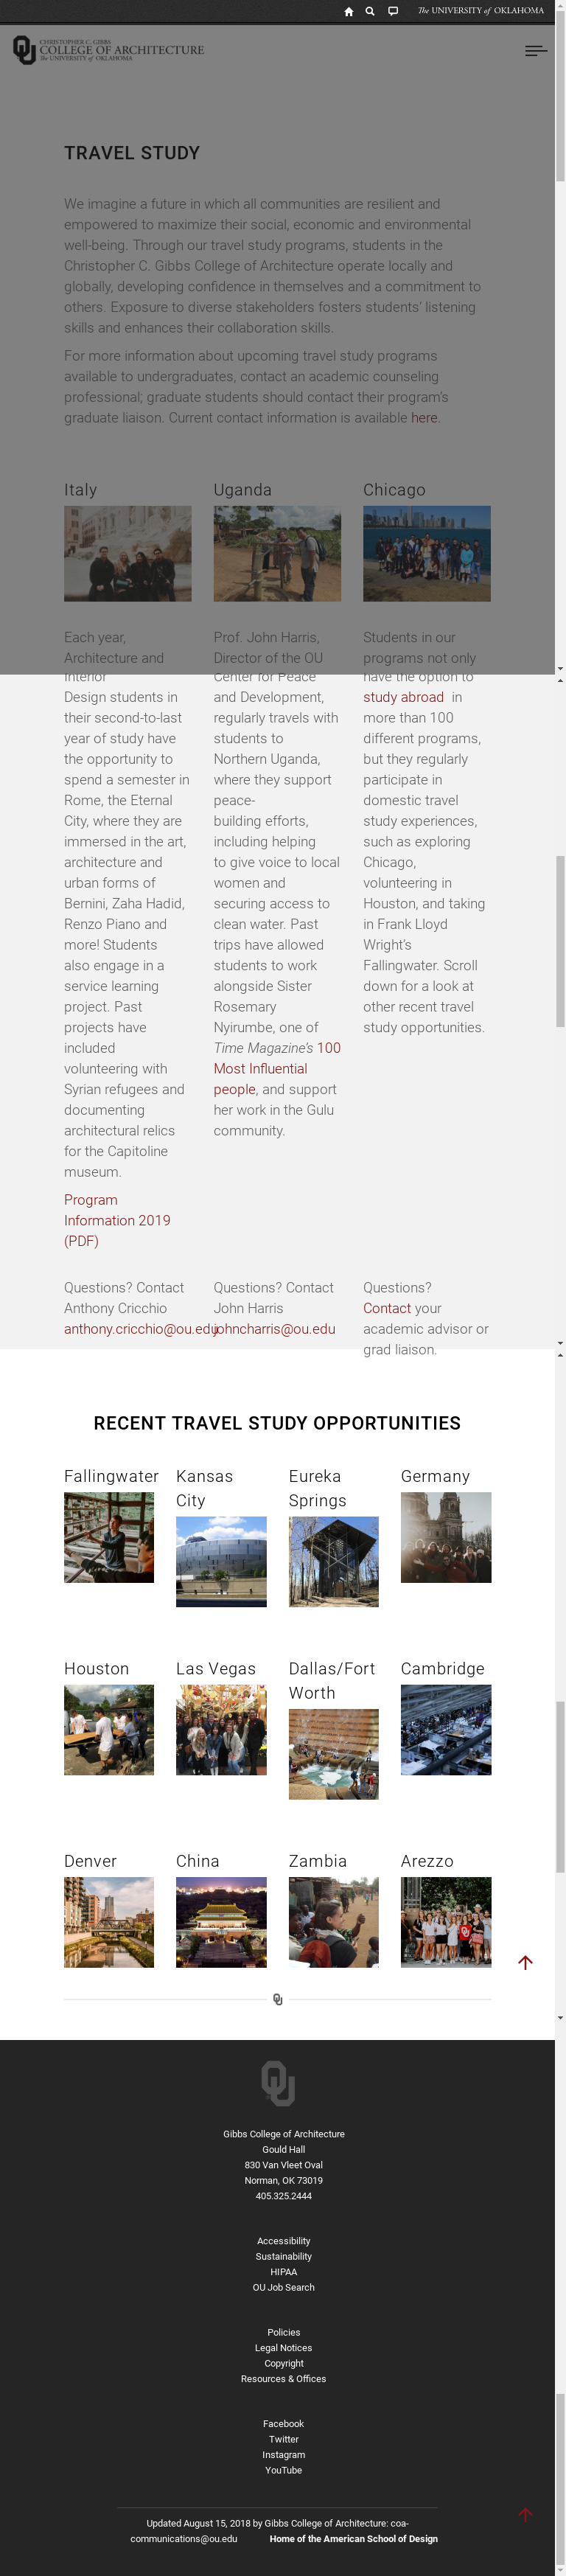 The UNIVERSITY of OKLAHOMA
CHRISTOPHER C. GIBBS
COLLEGE OF ARCHITECTURE
The UNIVERSITY of OKLAHOMA
TRAVEL STUDY
We imagine a future in which all communities are resilient and
empowered to maximize their social, economic and environmental
well-being. Through our travel study programs, students in the
Christopher C. Gibbs College of Architecture operate locally and
globally, developing confidence in themselves and a commitment to
others. Exposure to diverse stakeholders fosters students' listening
skills and enhances their collaboration skills.
For more information about upcoming travel study programs
available to undergraduates, contact an academic counseling
professional; graduate students should contact their program's
graduate liaison. Current contact information is available here.
Italy
Each year,
Architecture and
Interior
Design students in
their second-to-last
year of study have
the opportunity to
spend a semester in
Rome, the Eternal
City, where they are
immersed in the art,
architecture and
urban forms of
Bernini, Zaha Hadid,
Renzo Piano and
more! Students
also engage in a
service learning
project. Past
projects have
included
volunteering with
Syrian refugees and
documenting
architectural relics
for the Capitoline
museum.
Program
Information 2019
(PDF)
Questions? Contact
Anthony Cricchio
anthony.cricchio@ou.edu
Uganda
Prof. John Harris,
Director of the OU
Center for Peace
and Development,
regularly travels with
students to
Northern Uganda,
where they support
peace-
building efforts,
including helping
to give voice to local
women and
securing access to
clean water. Past
trips have allowed
students to work
alongside Sister
Rosemary
Nyirumbe, one of
Time Magazine's 100
Most Influential
people, and support
her work in the Gulu
community.
Questions? Contact
John Harris
johncharris@ou.edu
Chicago
Students in our
programs not only
have the option to
study abroad in
more than 100
different programs,
but they regularly
participate in
domestic travel
study experiences,
such as exploring
Chicago,
volunteering in
Houston, and taking
in Frank Lloyd
Wright's
Fallingwater. Scroll
down for a look at
other recent travel
study opportunities.
Questions?
Contact your
academic advisor or
grad liaison.
RECENT TRAVEL STUDY OPPORTUNITIES
Fallingwater
Kansas
City
Eureka
Springs
Germany
Houston
Las Vegas
Dallas/Fort
Worth
Cambridge
Denver
China
Zambia
Arezzo
Gibbs College of Architecture
Gould Hall
830 Van Vleet Oval
Norman, OK 73019
405.325.2444
Accessibility
Sustainability
HIPAA
OU Job Search
Policies
Legal Notices
Copyright
Resources & Offices
Facebook
Twitter
Instagram
YouTube
Updated August 15, 2018 by Gibbs College of Architecture: coa-
communications@ou.edu Home of the American School of Design